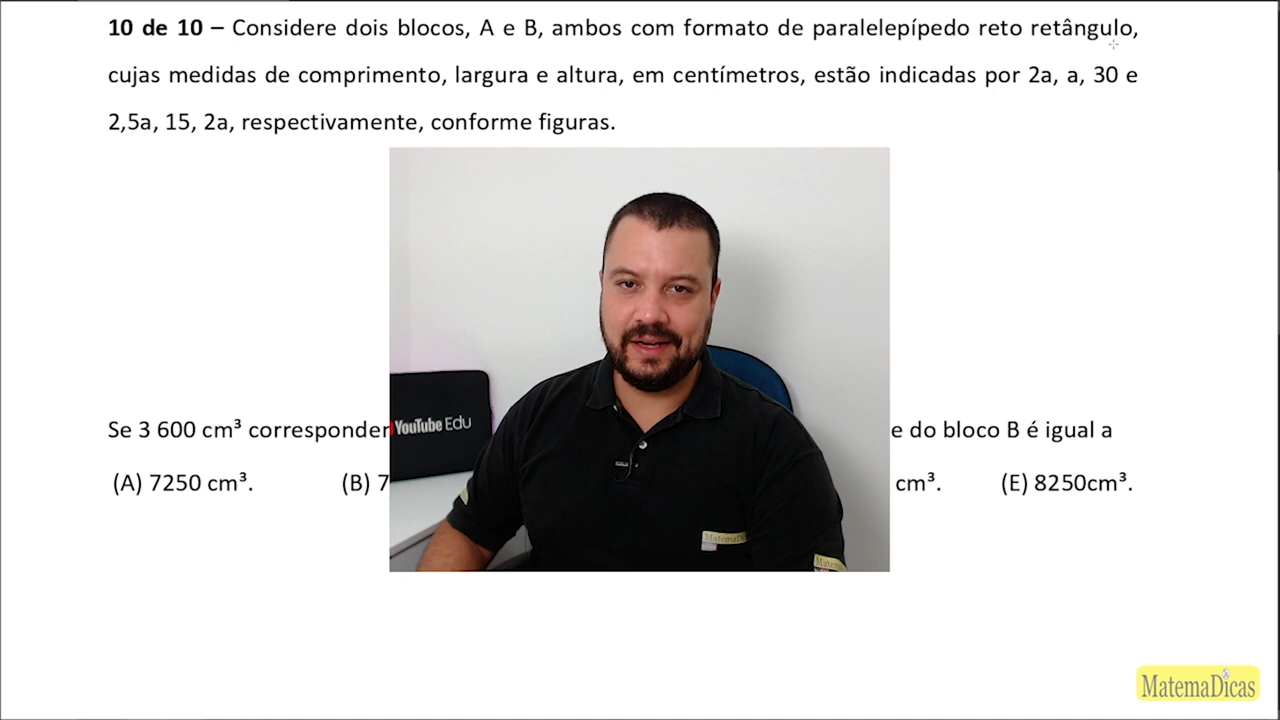 10 de 10 – Considere dois blocos, A e B, ambos com formato de paralelepípedo reto retângulo,
cujas medidas de comprimento, largura e altura, em centímetros, estão indicadas por 2a, a, 30 e
2,5a, 15, 2a, respectivamente, conforme figuras.
YouTube Edu
Se 3 600 cm³ corresponden
e do bloco B é igual a
(A) 7250 cm³. (B) 7
cm³. (E) 8250cm³.
MatemaDicas